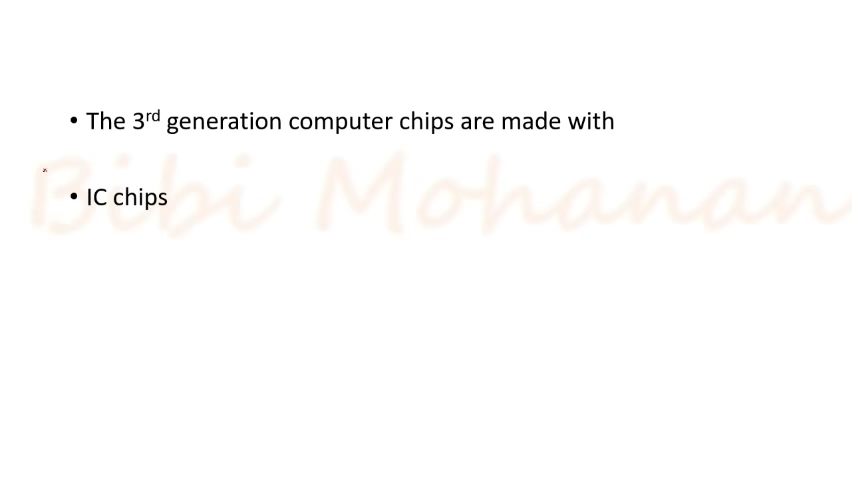 • The 3rd generation computer chips are made with
• IC chips
Bibi Mohanan